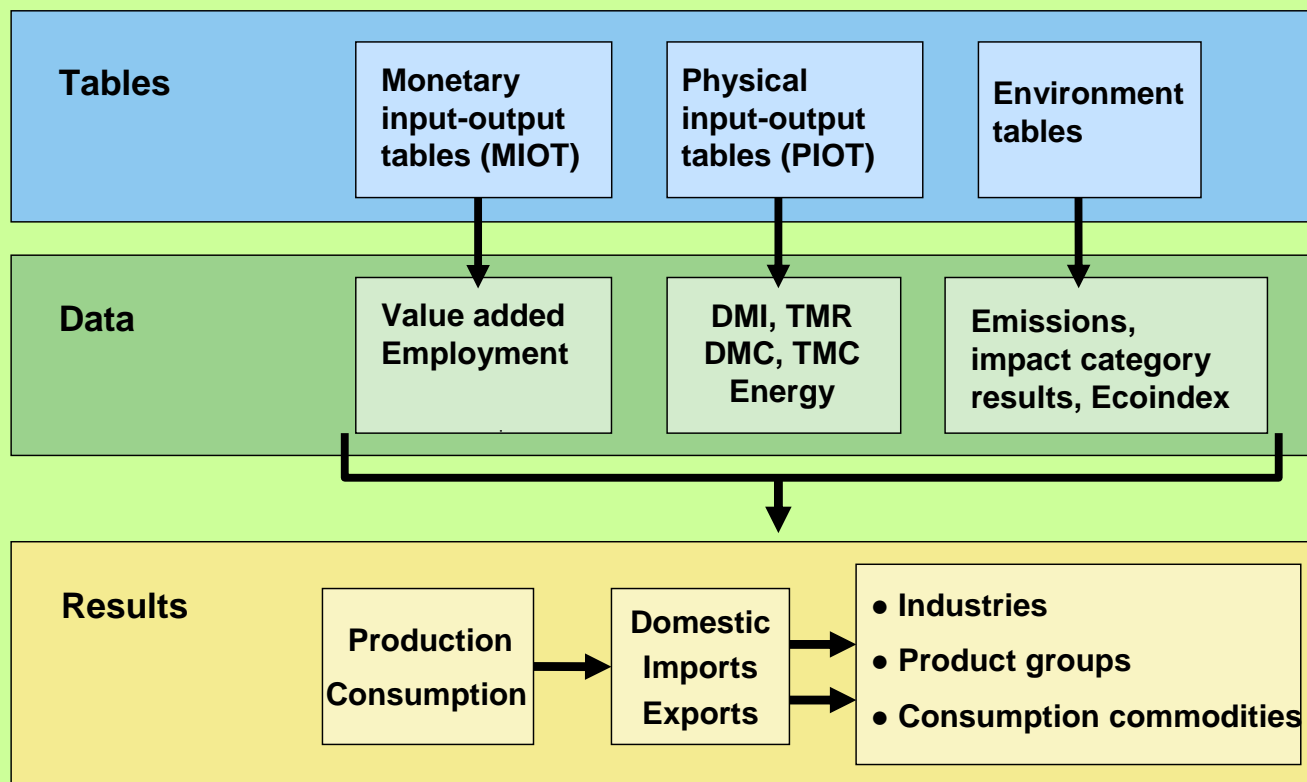 Tables
Monetary
input-output
tables (MIOT)
Physical
input-output
tables (PIOT)
Environment
tables
Data
Value added
Employment
DMI, TMR
DMC, TMC
Energy
Emissions,
impact category
results, Ecoindex
Results
Production
Consumption
Domestic
Imports
Exports
● Industries
● Product groups
● Consumption commodities